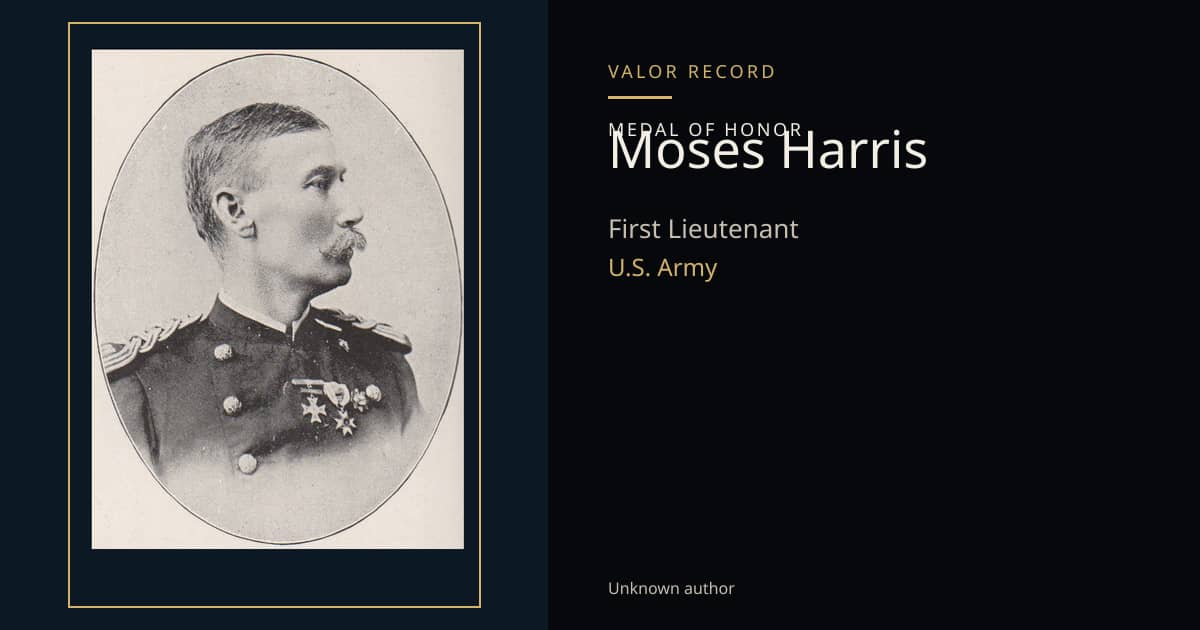 VALOR RECORD
MEDAL OF HONOR
Moses Harris
First Lieutenant
U.S. Army
Unknown author